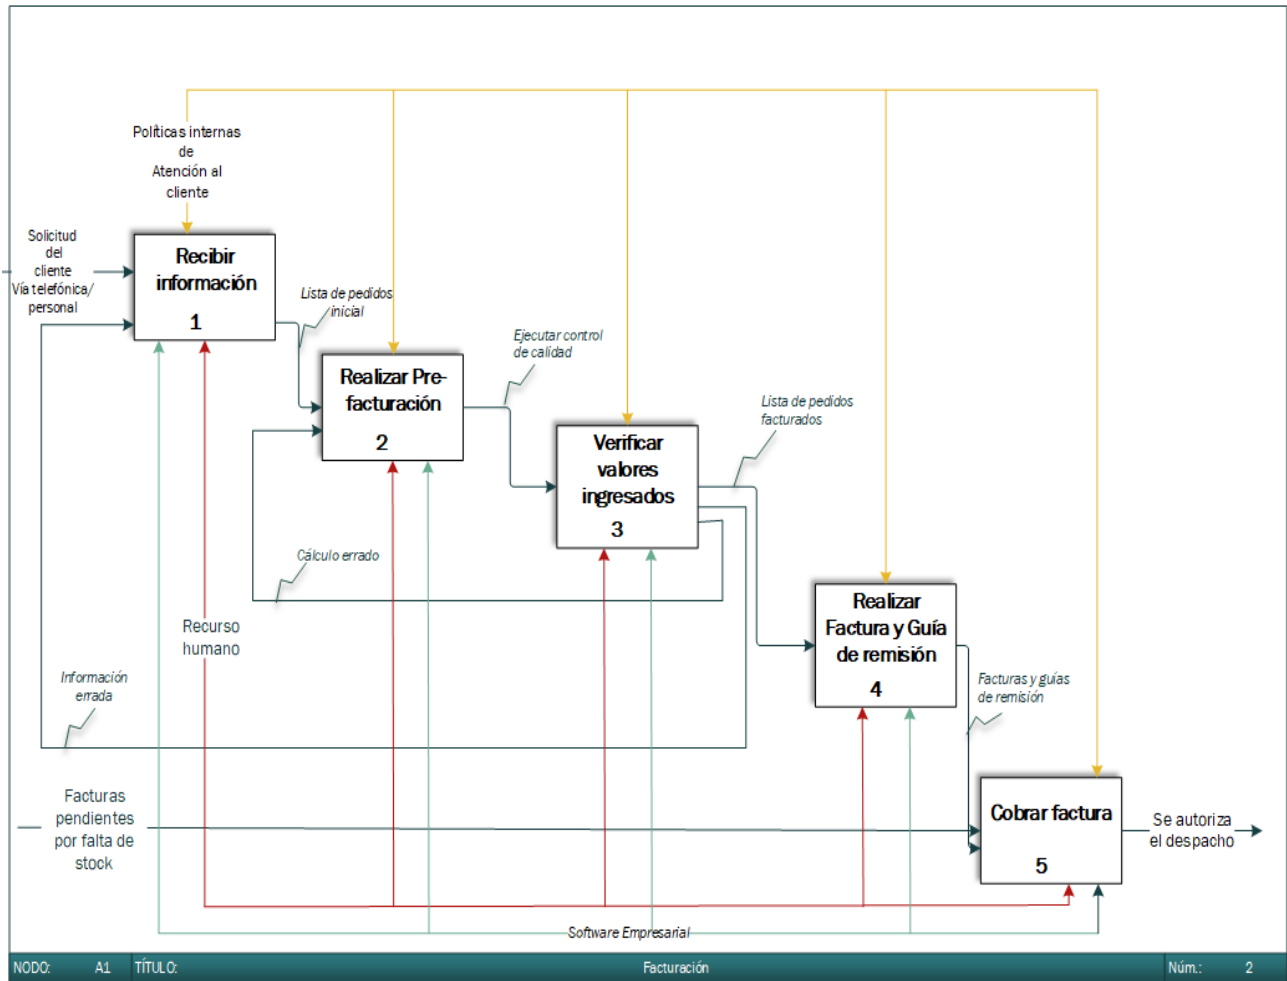 Políticas internas
de
Atención al
cliente
Solicitud
del
cliente
Vía telefónica/
personal
Recibir
información
1
Lista de pedidos
inicial
Realizar Pre-
facturación
2
Ejecutar control
de calidad
Verificar
valores
ingresados
3
Lista de pedidos
facturados
Cálculo errado
Realizar
Factura y Guía
de remisión
4
Recurso
humano
Información
errada
Facturas y guías
de remisión
Facturas
pendientes
por falta de
stock
Cobrar factura
5
Se autoriza
el despacho
Software Empresarial
NODO: A1 TÍTULO: Facturación Núm.: 2